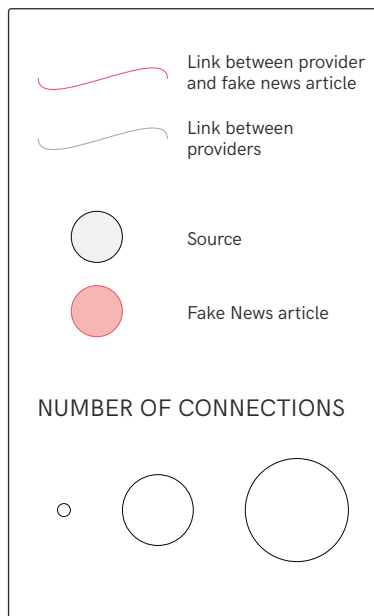 Link between provider
and fake news article
Link between
providers
Source
Fake News article
NUMBER OF CONNECTIONS